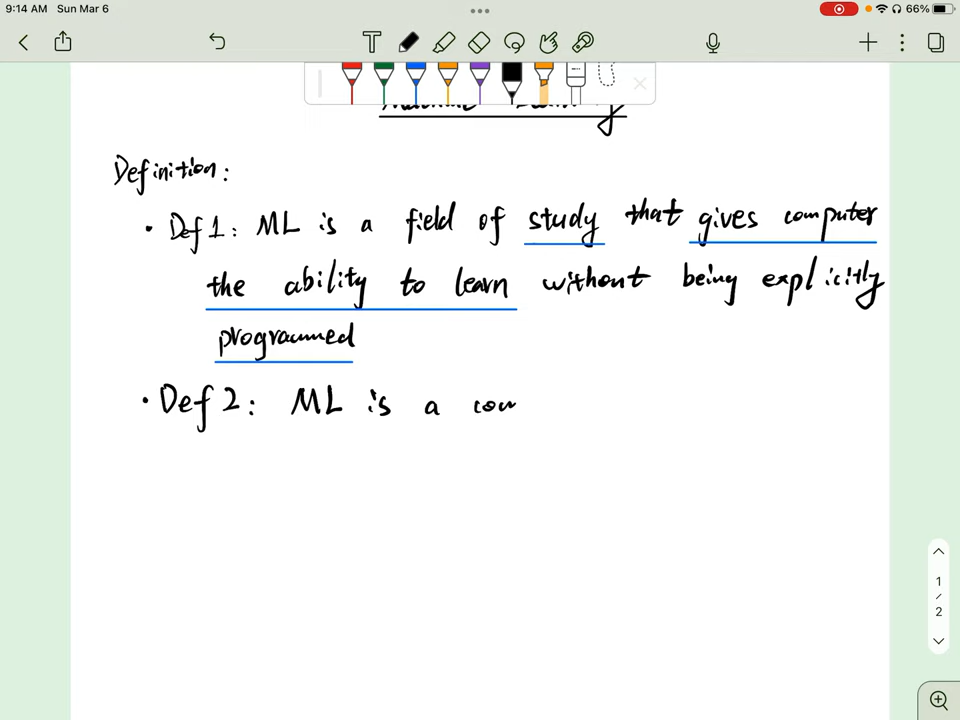 9:14 AM Sun Mar 6
66%
Definition:
• Def 1: ML is a field of study that gives computer
the ability to learn without being explicitly
programmed
• Def 2: ML is a com
1
/
2